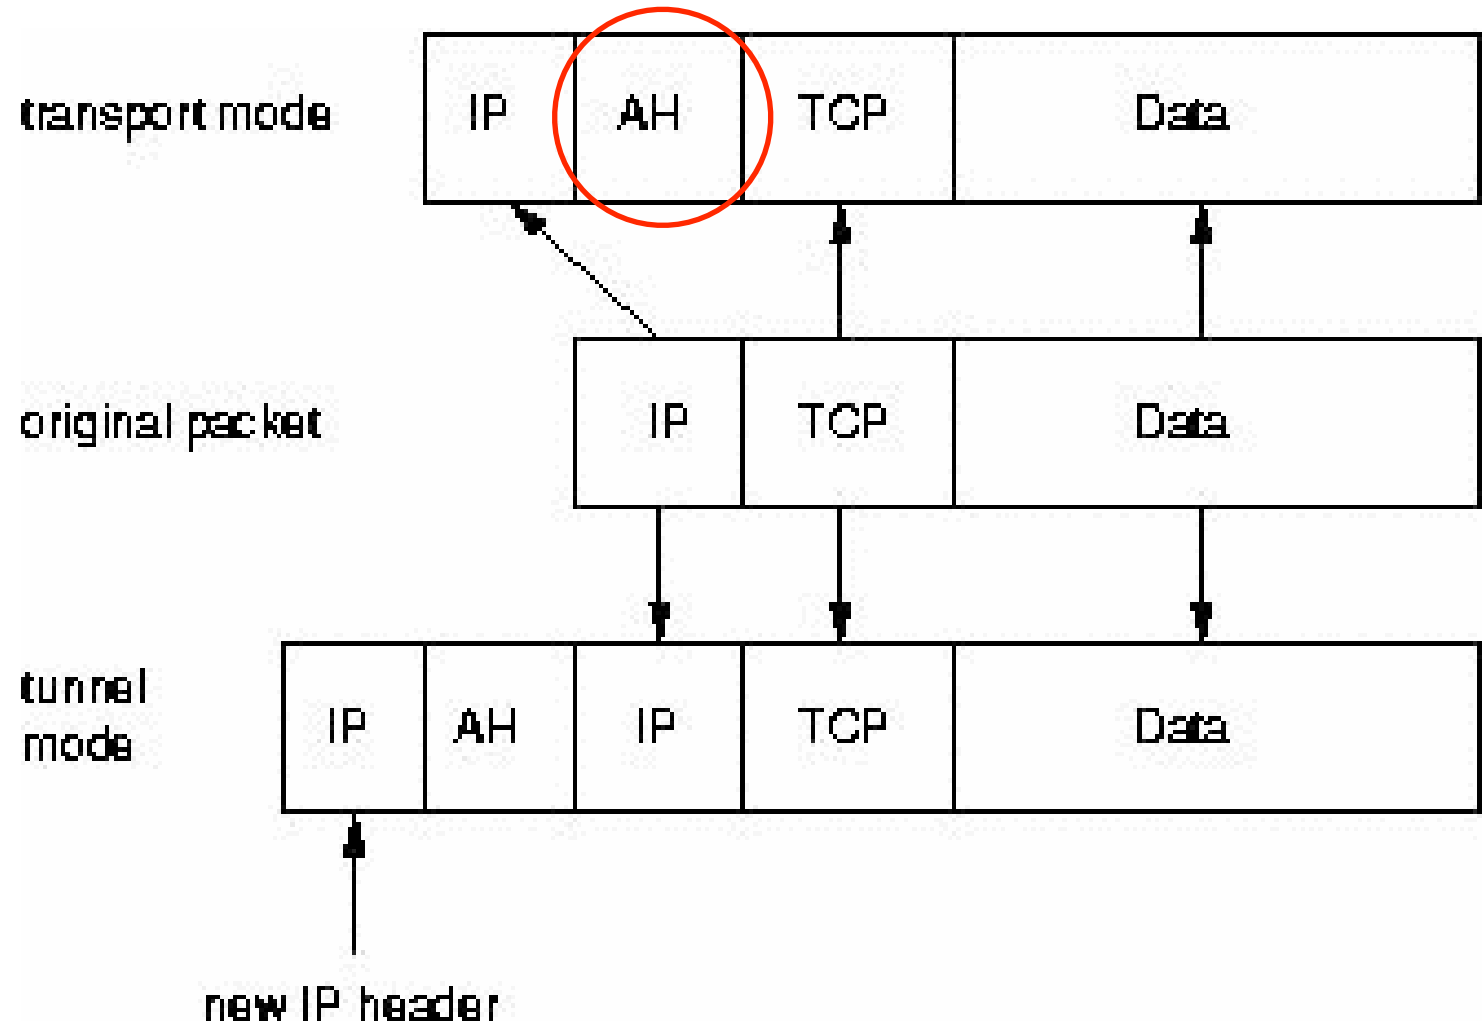 transport mode IP AH TCP Data
original packet IP TCP Data
tunnel
mode
IP AH IP TCP Data
new IP header